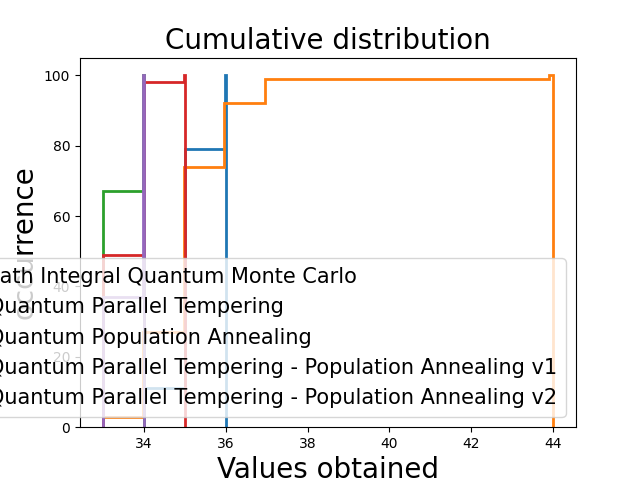 Cumulative distribution
100
80
60
40
20
0
occurrence
ath Integral Quantum Monte Carlo
Quantum Parallel Tempering
Quantum Population Annealing
Quantum Parallel Tempering - Population Annealing v1
Quantum Parallel Tempering - Population Annealing v2
34 36 38 40 42 44
Values obtained